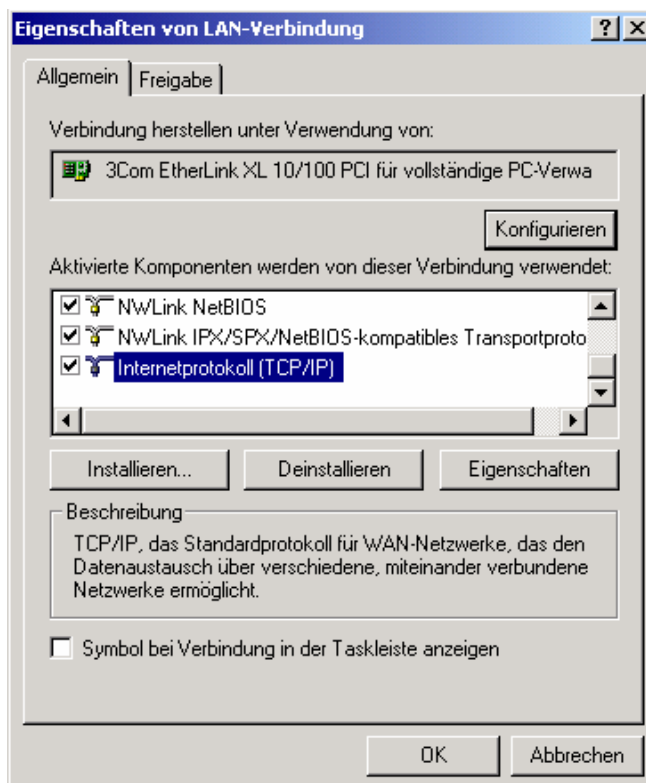 Eigenschaften von LAN-Verbindung
Allgemein
Freigabe
Verbindung herstellen unter Verwendung von:
3Com EtherLink XL 10/100 PCI für vollständige PC-Verwa
Konfigurieren
Aktivierte Komponenten werden von dieser Verbindung verwendet:
NWLink NetBIOS
NWLink IPX/SPX/NetBIOS-kompatibles Transportproto
Internetprotokoll (TCP/IP)
Installieren...
Deinstallieren
Eigenschaften
Beschreibung
TCP/IP, das Standardprotokoll für WAN-Netzwerke, das den
Datenaustausch über verschiedene, miteinander verbundene
Netzwerke ermöglicht.
Symbol bei Verbindung in der Taskleiste anzeigen
OK
Abbrechen